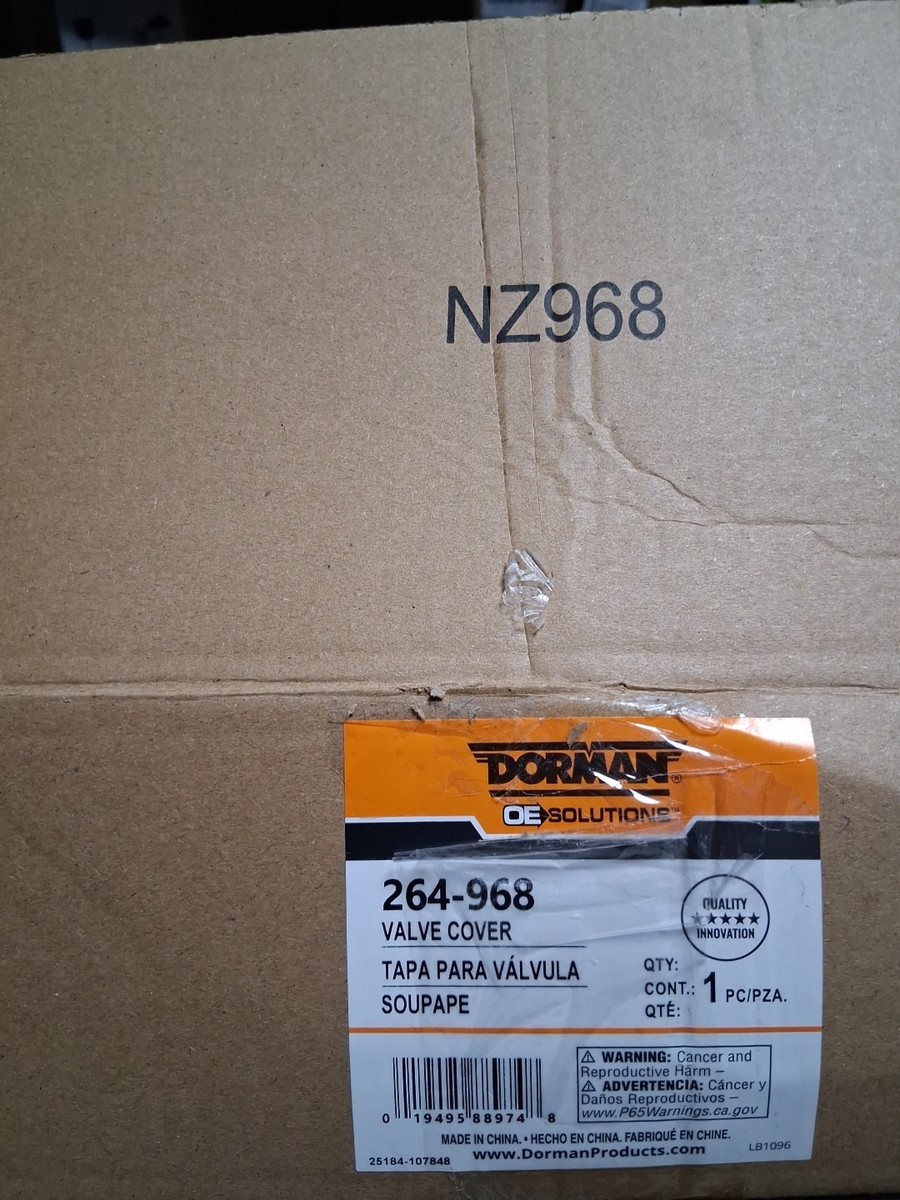 NZ968
DORMAN®
OE SOLUTIONS™
264-968
VALVE COVER
TAPA PARA VÁLVULA
SOUPAPE
QUALITY
★★★★★
INNOVATION
QTY:
CONT.: 1 PC/PZA.
QTÉ:
⚠ WARNING: Cancer and
Reproductive Harm –
⚠ ADVERTENCIA: Cáncer y
Daños Reproductivos –
www.P65Warnings.ca.gov
0 19495 88974 8
MADE IN CHINA. • HECHO EN CHINA. FABRIQUÉ EN CHINE.
www.DormanProducts.com
25184-107848
LB1096